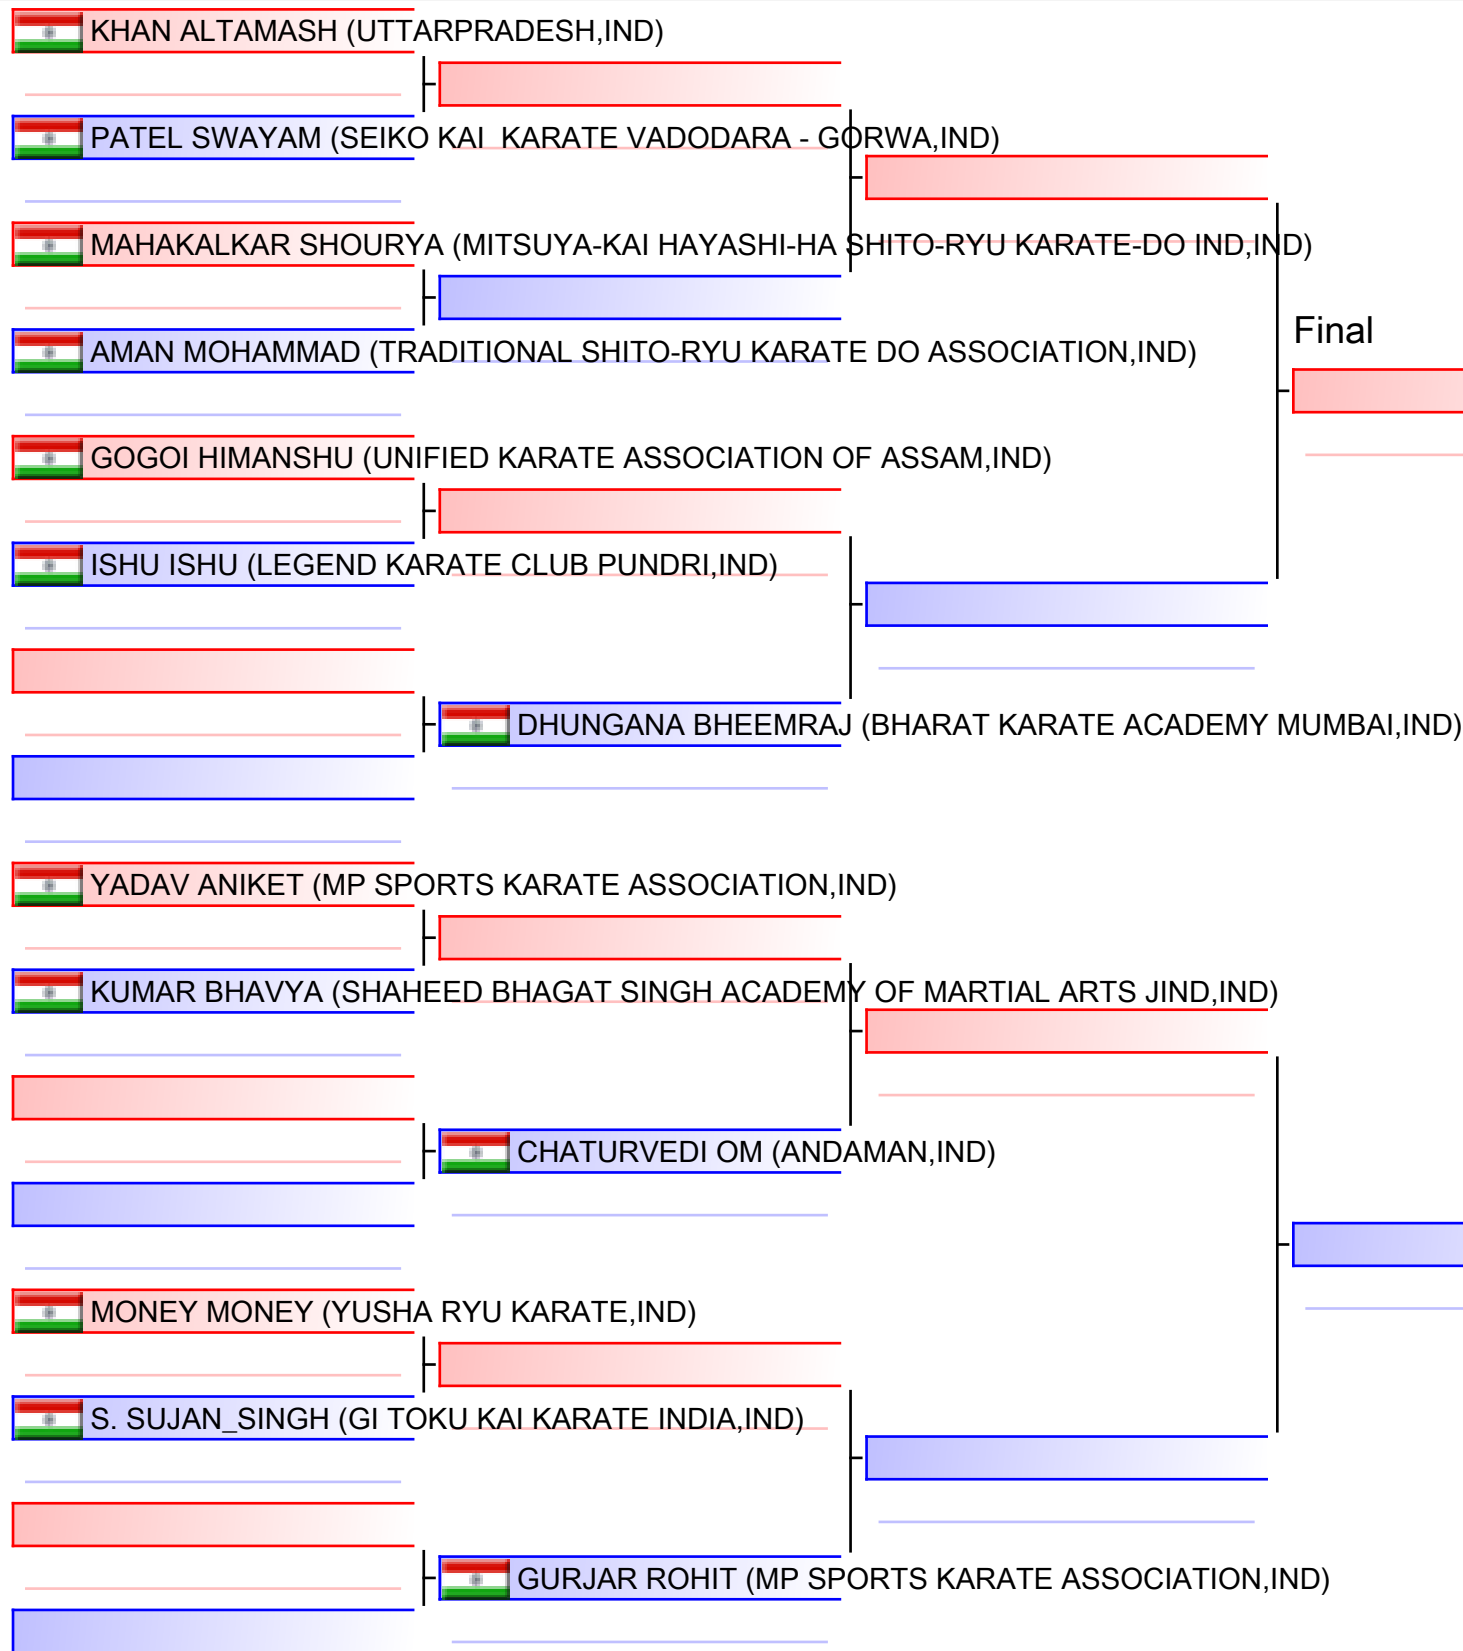 KHAN ALTAMASH (UTTARPRADESH,IND)
PATEL SWAYAM (SEIKO KAI  KARATE VADODARA - GORWA,IND)
MAHAKALKAR SHOURYA (MITSUYA-KAI HAYASHI-HA SHITO-RYU KARATE-DO IND,IND)
Final
AMAN MOHAMMAD (TRADITIONAL SHITO-RYU KARATE DO ASSOCIATION,IND)
GOGOI HIMANSHU (UNIFIED KARATE ASSOCIATION OF ASSAM,IND)
ISHU ISHU (LEGEND KARATE CLUB PUNDRI,IND)
DHUNGANA BHEEMRAJ (BHARAT KARATE ACADEMY MUMBAI,IND)
YADAV ANIKET (MP SPORTS KARATE ASSOCIATION,IND)
KUMAR BHAVYA (SHAHEED BHAGAT SINGH ACADEMY OF MARTIAL ARTS JIND,IND)
CHATURVEDI OM (ANDAMAN,IND)
MONEY MONEY (YUSHA RYU KARATE,IND)
S. SUJAN_SINGH (GI TOKU KAI KARATE INDIA,IND)
GURJAR ROHIT (MP SPORTS KARATE ASSOCIATION,IND)